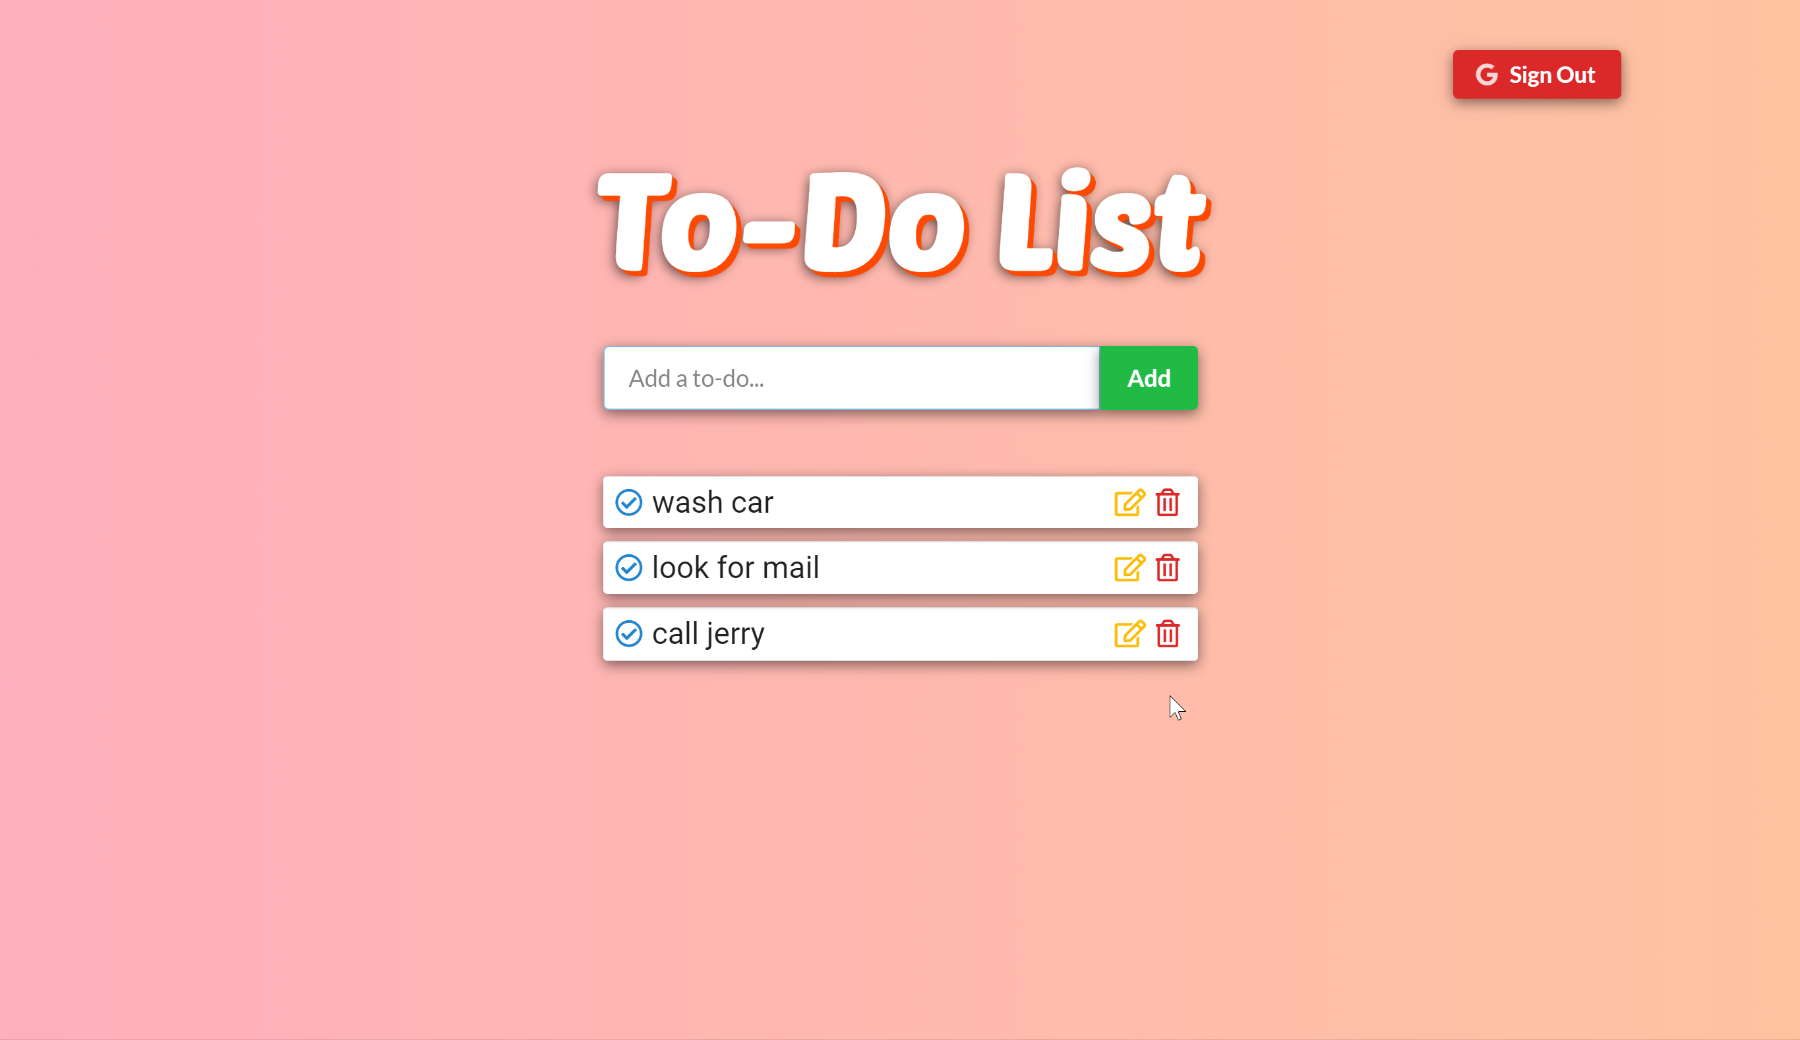 Sign Out
To-Do List
Add a to-do...
Add
wash car
look for mail
call jerry